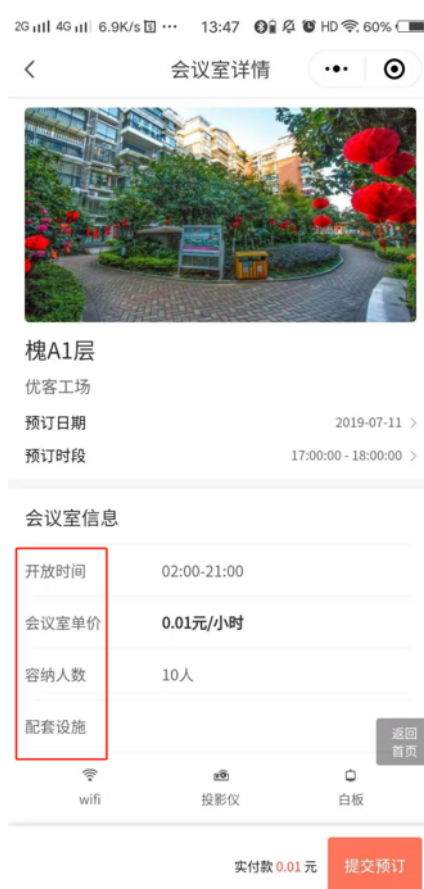 2G 4G 6.9K/s 13:47 HD 60%
会议室详情
槐A1层
优客工场
预订日期 2019-07-11
预订时段 17:00:00 - 18:00:00
会议室信息
开放时间 02:00-21:00
会议室单价 0.01元/小时
容纳人数 10人
配套设施
返回
首页
wifi 投影仪 白板
实付款 0.01 元 提交预订